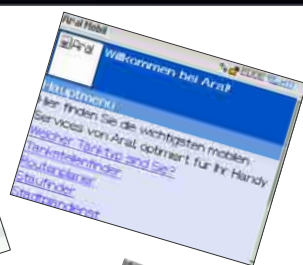 Aral Mobil
Aral
Willkommen bei Aral!
Hauptmenü
Hier finden Sie die wichtigsten mobilen
Services von Aral, optimiert für Ihr Handy
Welcher Tanktyp sind Sie?
Tankstellenfinder
Routenplaner
Staufinder
Stadtplandienst